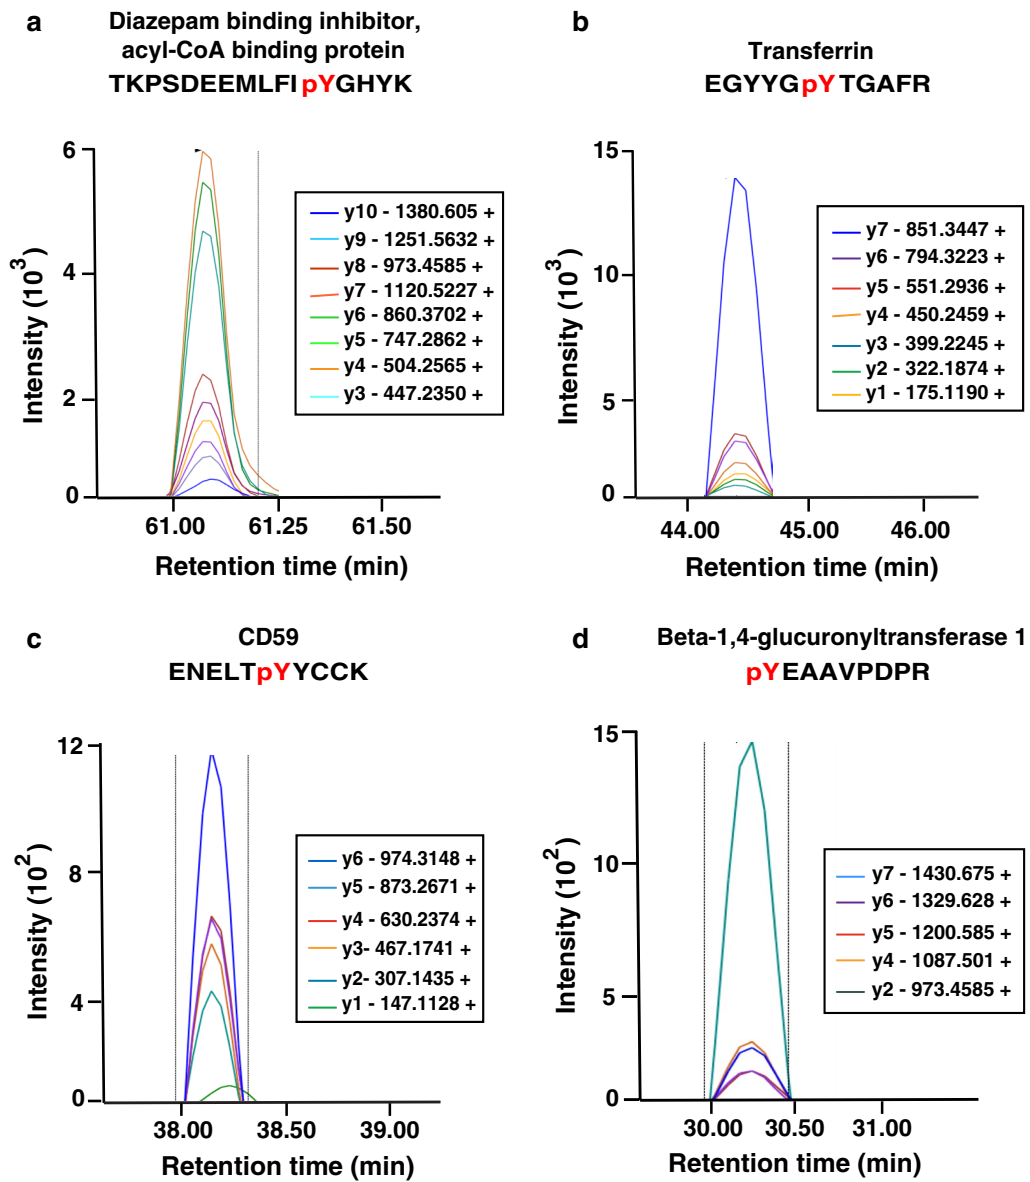 a
Diazepam binding inhibitor,
acyl-CoA binding protein
TKPSDEEMLFIpYGHYK
Intensity (10³)
6
4
2
0
61.00 61.25 61.50
Retention time (min)
y10 - 1380.605 +
y9 - 1251.5632 +
y8 - 973.4585 +
y7 - 1120.5227 +
y6 - 860.3702 +
y5 - 747.2862 +
y4 - 504.2565 +
y3 - 447.2350 +
b
Transferrin
EGYYGpYTGAFR
Intensity (10³)
15
10
5
0
44.00 45.00 46.00
Retention time (min)
y7 - 851.3447 +
y6 - 794.3223 +
y5 - 551.2936 +
y4 - 450.2459 +
y3 - 399.2245 +
y2 - 322.1874 +
y1 - 175.1190 +
c
CD59
ENELTpYYCCK
Intensity (10²)
12
8
4
0
38.00 38.50 39.00
Retention time (min)
y6 - 974.3148 +
y5 - 873.2671 +
y4 - 630.2374 +
y3- 467.1741 +
y2- 307.1435 +
y1 - 147.1128 +
d
Beta-1,4-glucuronyltransferase 1
pYEAAVPDPR
Intensity (10²)
15
10
5
0
30.00 30.50 31.00
Retention time (min)
y7 - 1430.675 +
y6 - 1329.628 +
y5 - 1200.585 +
y4 - 1087.501 +
y2 - 973.4585 +